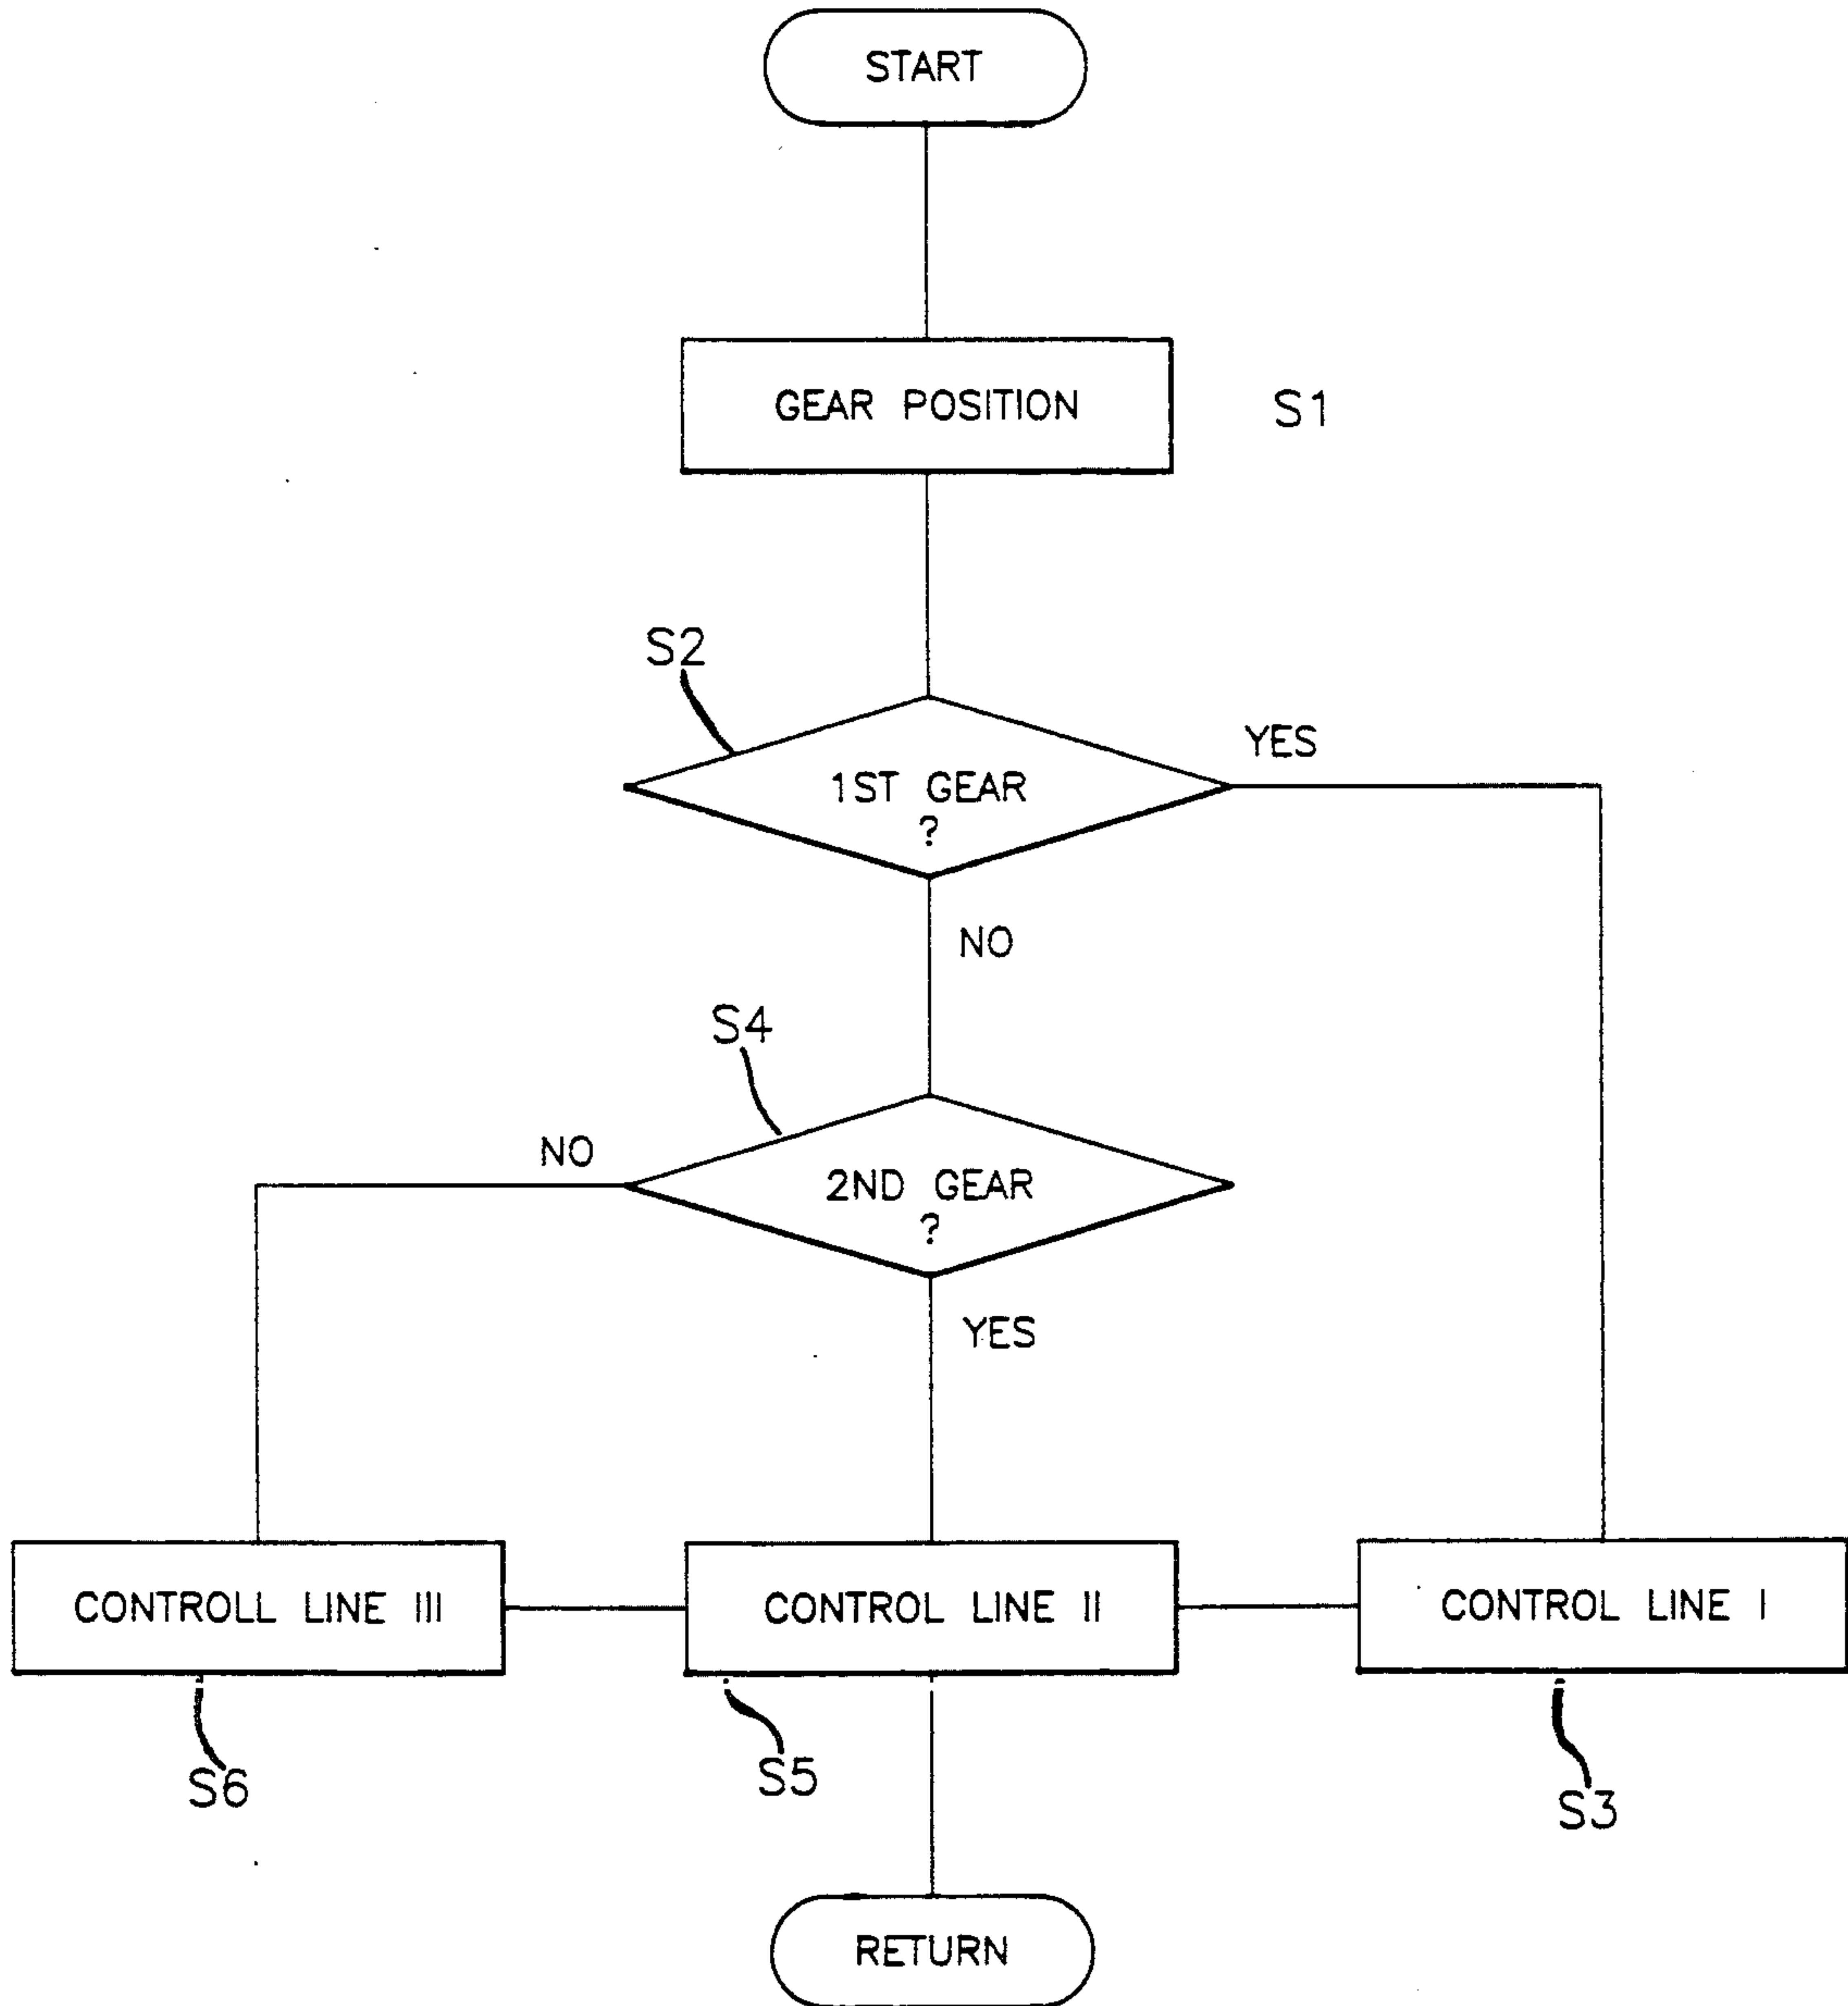 START
GEAR POSITION
S1
S2
YES
1ST GEAR
?
NO
S4
NO
2ND GEAR
?
YES
CONTROLL LINE III
CONTROL LINE II
CONTROL LINE I
S6
S5
S3
RETURN